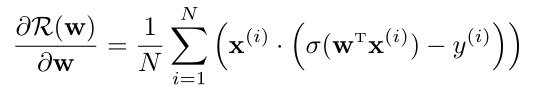 ∂ℛ(𝐰)/∂𝐰 = 1/N ∑_{i=1}^{N} (𝐱^{(i)} · (σ(𝐰^T 𝐱^{(i)}) − y^{(i)}))